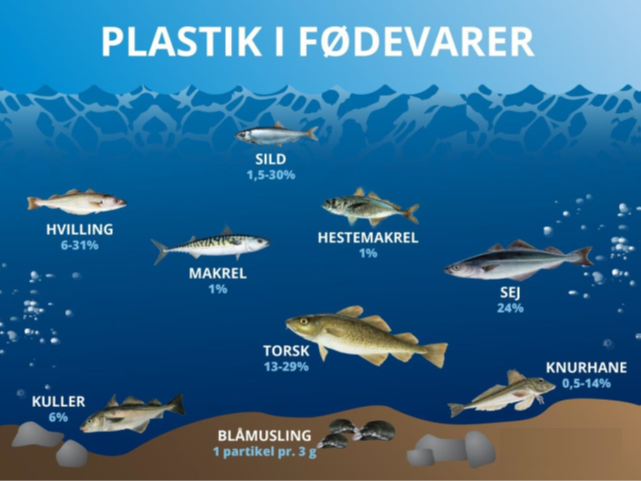 PLASTIK I FØDEVARER
SILD
1,5-30%
HVILLING
6-31%
HESTEMAKREL
1%
MAKREL
1%
SEJ
24%
TORSK
13-29%
KNURHANE
0,5-14%
KULLER
6%
BLÅMUSLING
1 partikel pr. 3 g